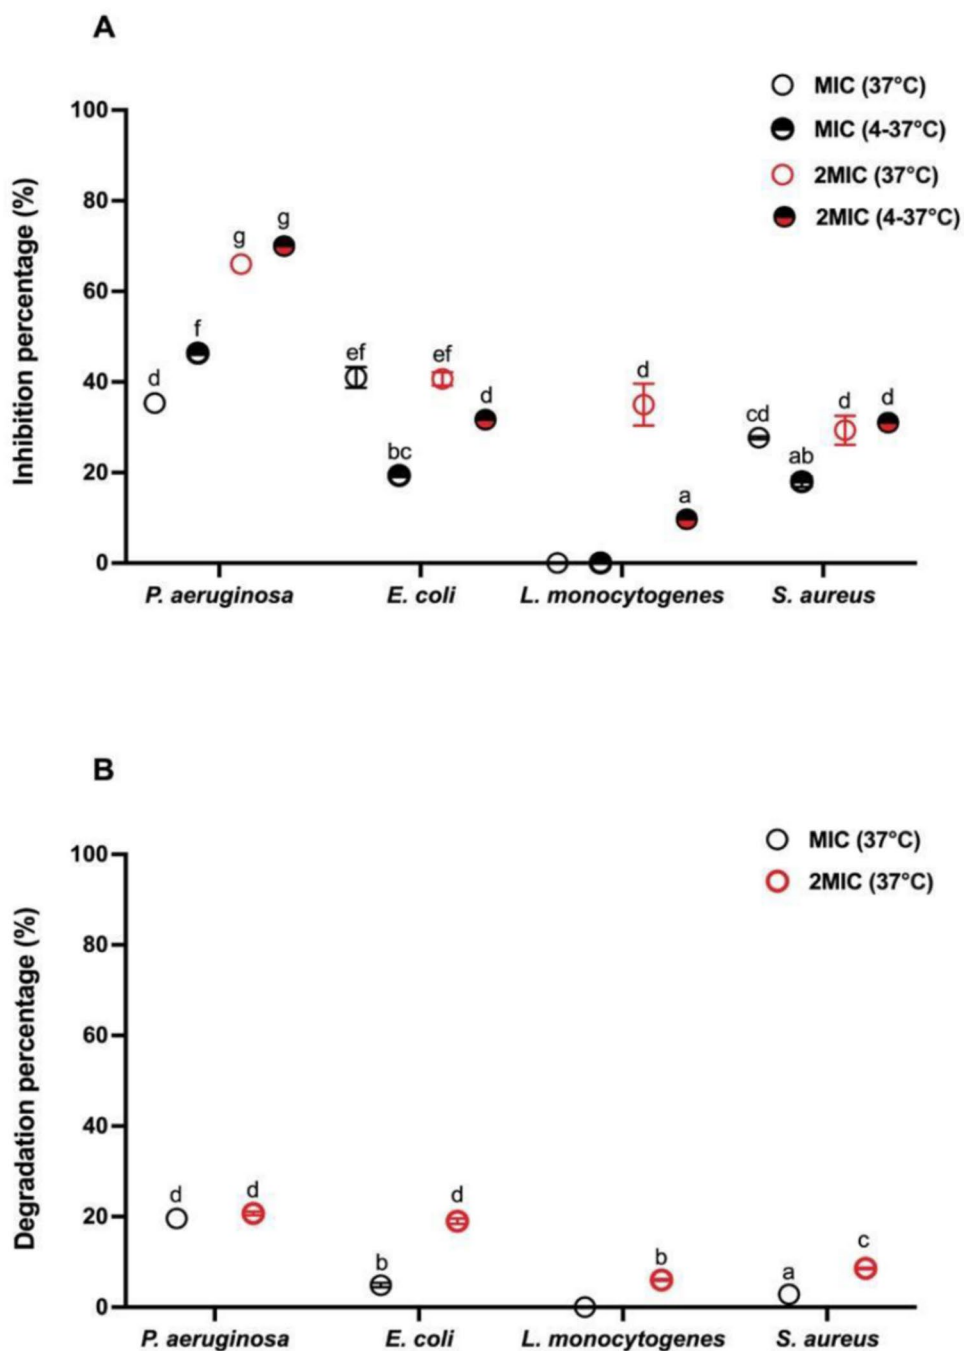 A
MIC (37°C)
MIC (4-37°C)
2MIC (37°C)
2MIC (4-37°C)
Inhibition percentage (%)
100
80
60
40
20
0
d
f
g
g
ef
bc
ef
d
d
a
cd
ab
d
d
P. aeruginosa
E. coli
L. monocytogenes
S. aureus
B
MIC (37°C)
2MIC (37°C)
Degradation percentage (%)
100
80
60
40
20
0
d
d
b
d
b
a
c
P. aeruginosa
E. coli
L. monocytogenes
S. aureus